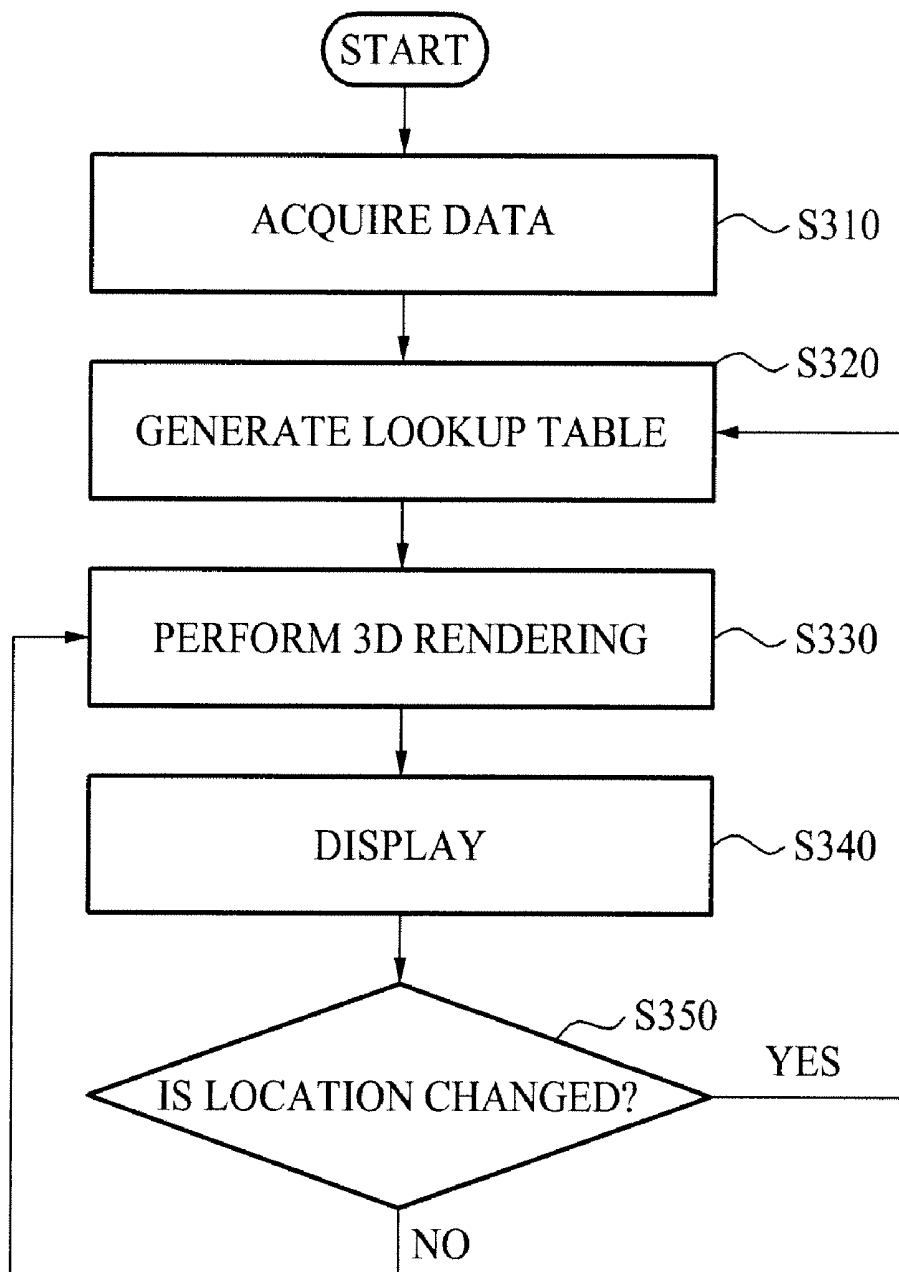 START
ACQUIRE DATA
S310
S320
GENERATE LOOKUP TABLE
PERFORM 3D RENDERING
S330
DISPLAY
S340
S350
IS LOCATION CHANGED?
YES
NO